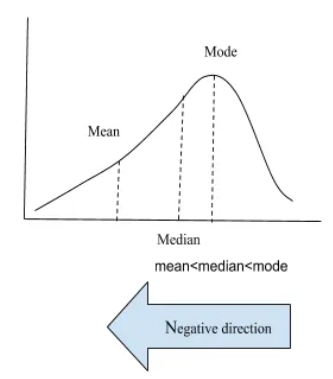 Mode
Mean
Median
mean<median<mode
Negative direction